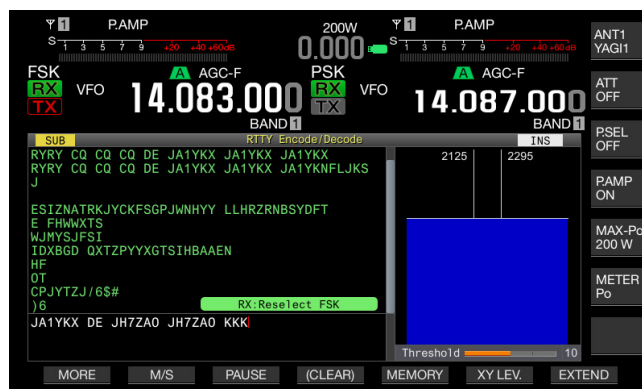 1 P.AMP 200W 1 P.AMP
S 1 3 5 7 9 +20 +40 +60dB 0.000 S 1 3 5 7 9 +20 +40 +60dB
FSK A AGC-F PSK A AGC-F
RX VFO 14.083.000 RX VFO 14.087.000
TX TX
BAND 1 BAND 1
SUB RTTY Encode/Decode INS
RYRY CQ CQ CQ DE JA1YKX JA1YKX JA1YKX
RYRY CQ CQ CQ DE JA1YKX JA1YKX JA1YKNFLJKS
J
ESIZNATRKJYCKFSGPJWNHYY LLHRZRNBSYDFT
E FHWWXTS
WJMYSJFSI
IDXBGD QXTZPYYXGTSIHBAAEN
HF
OT
CPJYTZJ/6$#
)6
RX:Reselect FSK
JA1YKX DE JH7ZAO JH7ZAO KKK
2125 2295
Threshold 10
ANT1
YAGI1
ATT
OFF
P.SEL
OFF
P.AMP
ON
MAX-Po
200 W
METER
Po
MORE M/S PAUSE (CLEAR) MEMORY XY LEV. EXTEND